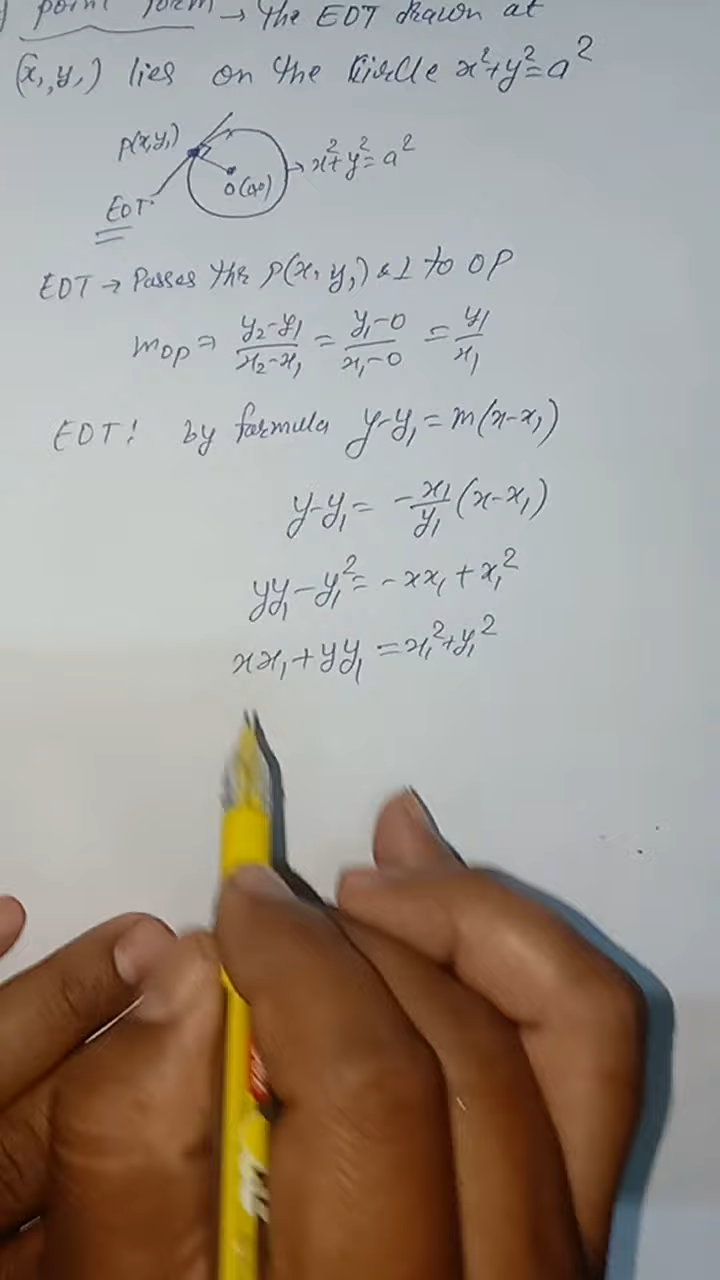 point form → the EOT drawn at
(x₁,y₁) lies on the circle x²+y²=a²
P(x₁y₁)
→ x²+y²=a²
EOT
EOT → Passes the P(x₁ y₁) & ⊥ to OP
mOP ⇒ y₂-y₁/x₂-x₁ = y₁-0/x₁-0 = y₁/x₁
EOT! by formula y-y₁ = m(x-x₁)
y-y₁ = -x₁/y₁ (x-x₁)
yy₁-y₁² = -xx₁ + x₁²
xx₁+yy₁ = x₁²+y₁²